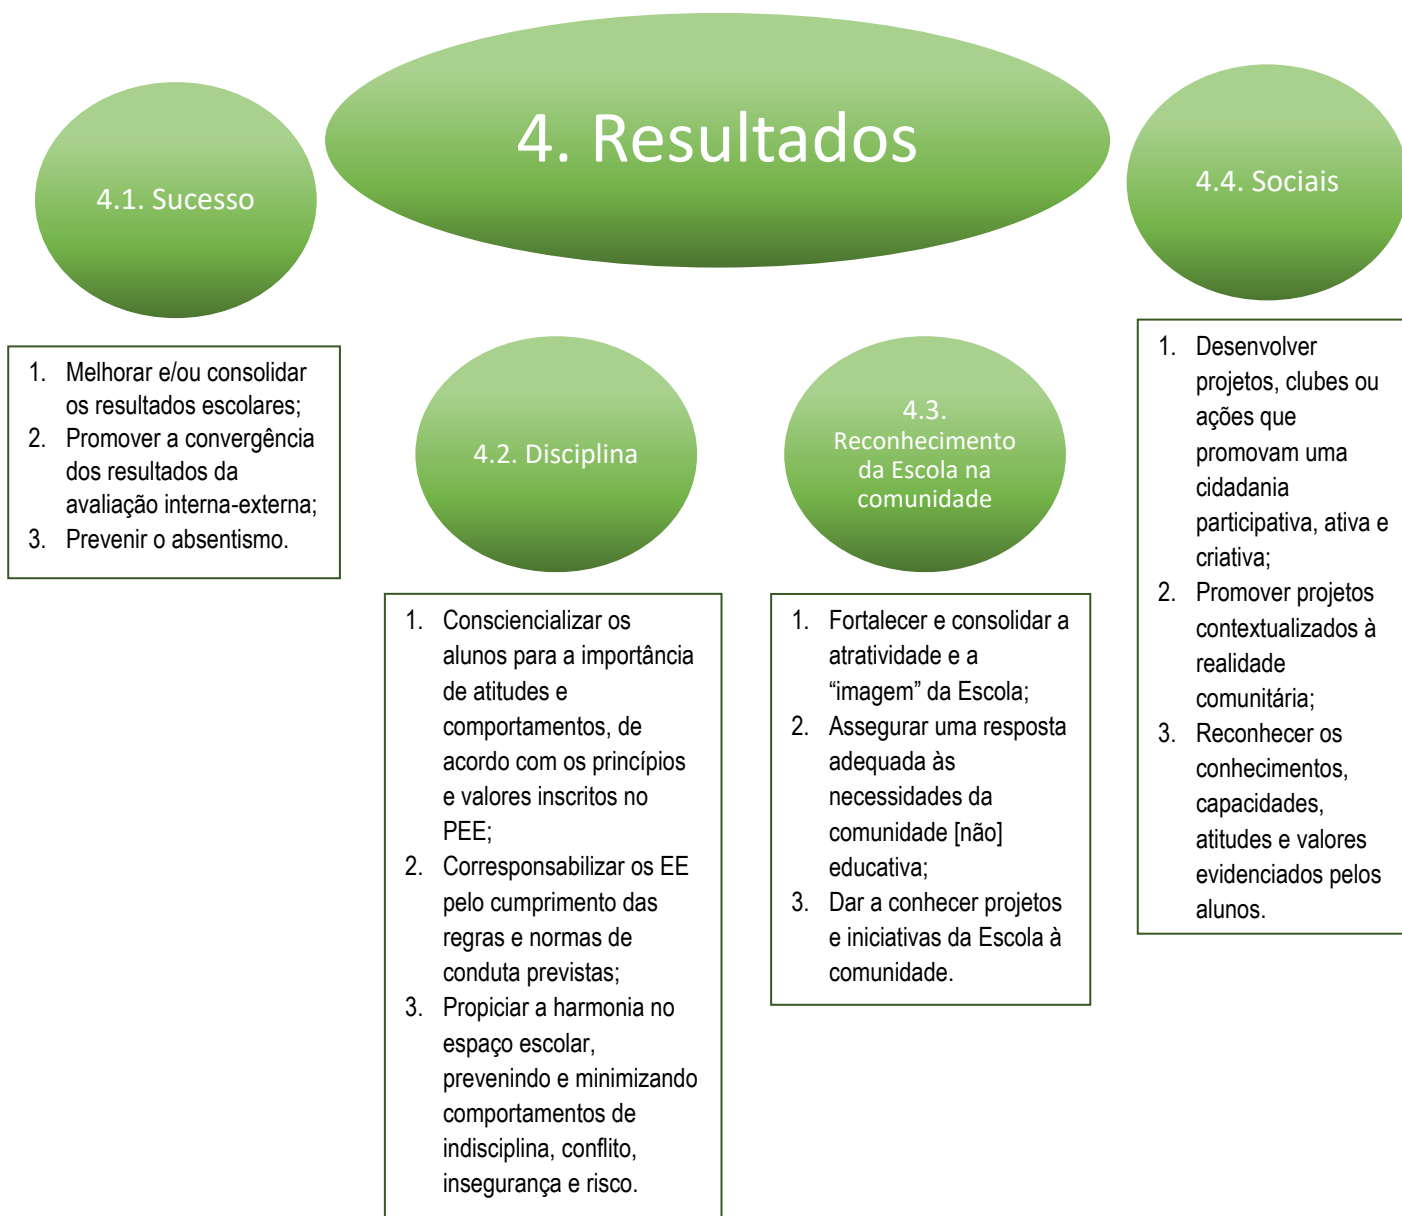 4. Resultados
4.1. Sucesso
1. Melhorar e/ou consolidar
os resultados escolares;
2. Promover a convergência
dos resultados da
avaliação interna-externa;
3. Prevenir o absentismo.
4.2. Disciplina
1. Consciencializar os
alunos para a importância
de atitudes e
comportamentos, de
acordo com os princípios
e valores inscritos no
PEE;
2. Corresponsabilizar os EE
pelo cumprimento das
regras e normas de
conduta previstas;
3. Propiciar a harmonia no
espaço escolar,
prevenindo e minimizando
comportamentos de
indisciplina, conflito,
insegurança e risco.
4.3.
Reconhecimento
da Escola na
comunidade
1. Fortalecer e consolidar a
atratividade e a
“imagem” da Escola;
2. Assegurar uma resposta
adequada às
necessidades da
comunidade [não]
educativa;
3. Dar a conhecer projetos
e iniciativas da Escola à
comunidade.
4.4. Sociais
1. Desenvolver
projetos, clubes ou
ações que
promovam uma
cidadania
participativa, ativa e
criativa;
2. Promover projetos
contextualizados à
realidade
comunitária;
3. Reconhecer os
conhecimentos,
capacidades,
atitudes e valores
evidenciados pelos
alunos.